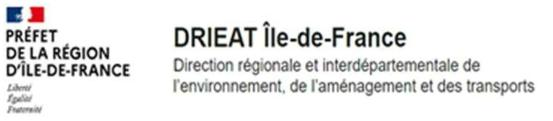 PRÉFET
DE LA RÉGION
D'ÎLE-DE-FRANCE
Liberté
Égalité
Fraternité
DRIEAT Île-de-France
Direction régionale et interdépartementale de
l'environnement, de l'aménagement et des transports